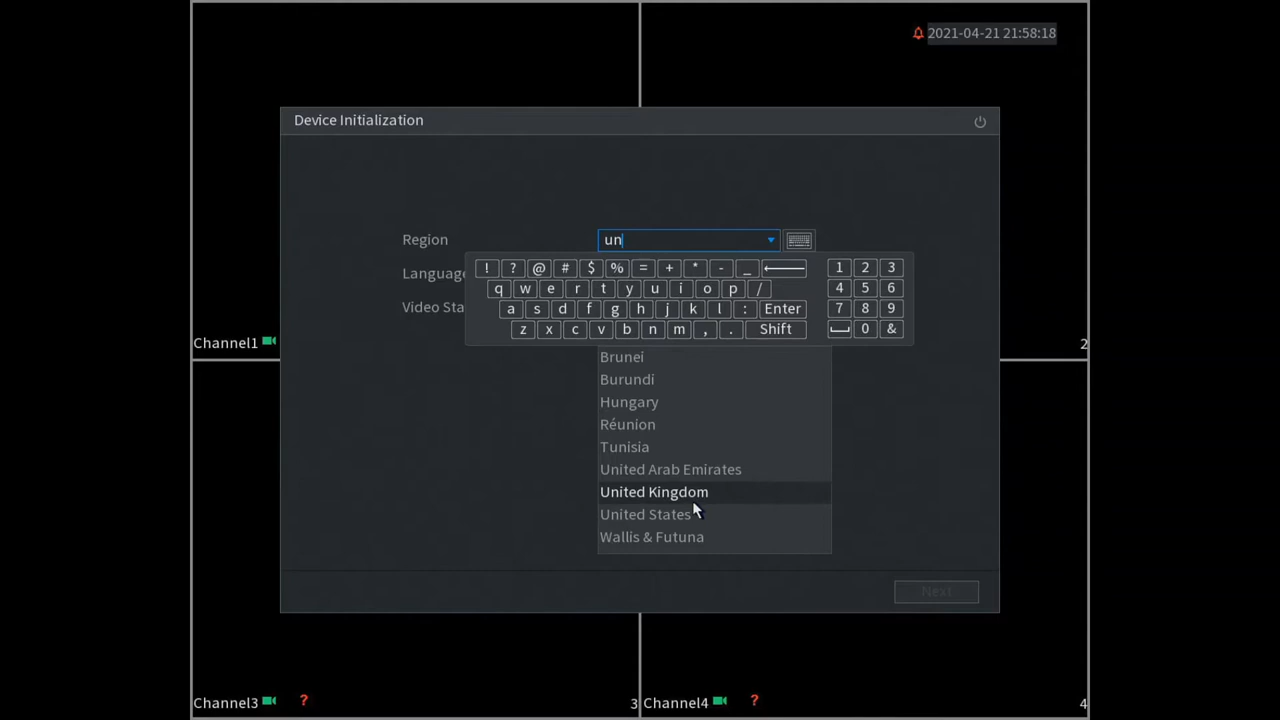 2021-04-21 21:58:18
Device Initialization
Region un
! ? @ # $ % = + * - _ 1 2 3
Language
q w e r t y u i o p / 4 5 6
Video Sta
a s d f g h j k l : Enter 7 8 9
z x c v b n m , . Shift 0 &
Channel1 2
Brunei
Burundi
Hungary
Réunion
Tunisia
United Arab Emirates
United Kingdom
United States
Wallis & Futuna
Next
Channel3 ? 3 Channel4 ? 4